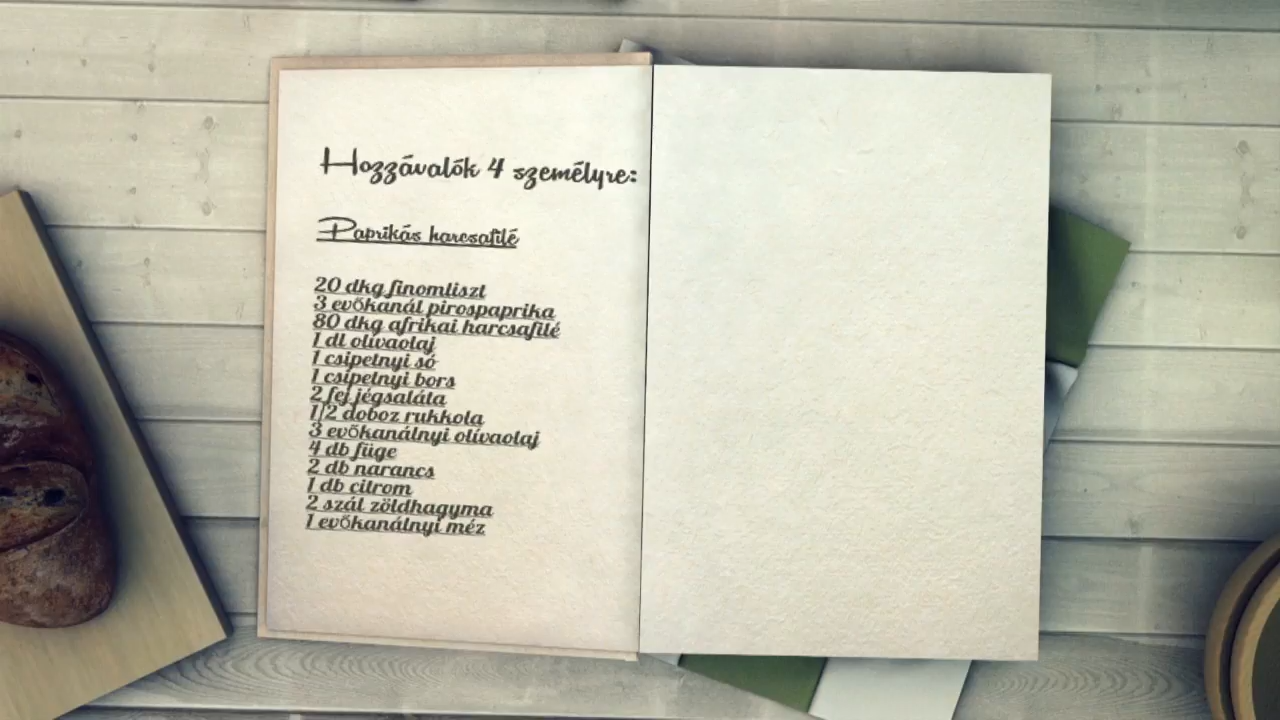 Hozzávalók 4 személyre:
Paprikás harcsafilé
20 dkg finomliszt
3 evőkanál pirospaprika
80 dkg afrikai harcsafilé
1 dl olívaolaj
1 csipetnyi só
1 csipetnyi bors
2 fej jégsaláta
1/2 doboz rukkola
3 evőkanálnyi olívaolaj
4 db füge
2 db narancs
1 db citrom
2 szál zöldhagyma
1 evőkanálnyi méz